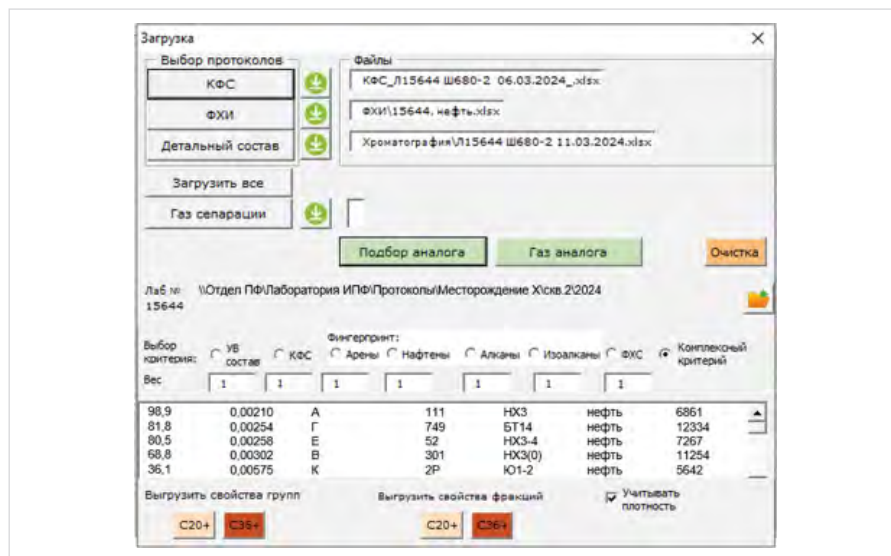 Загрузка
Выбор протоколов
Файлы
КФС
КФС_Л15644 Ш680-2 06.03.2024_.xlsx
ФХИ
ФХИ\15644, нефть.xlsx
Детальный состав
Хроматография\Л15644 Ш680-2 11.03.2024.xlsx
Загрузить все
Газ сепарации
Подбор аналога
Газ аналога
Очистка
Лаб № \\Отдел ПФ\Лаборатория ИПФ\Протоколы\Месторождение X\скв.2\2024
15644
Фингерпринт:
Выбор критерия: УВ состав КФС Арены Нафтены Алканы Изоалканы ФХС Комплексный критерий
Вес 1 1 1 1 1 1 1
98,9 0,00210 А 111 НХ3 нефть 6861
81,8 0,00254 Г 749 БТ14 нефть 12334
80,5 0,00258 Е 52 НХ3-4 нефть 7267
68,8 0,00302 В 301 НХ3(0) нефть 11254
36,1 0,00575 К 2Р Ю1-2 нефть 5642
Выгрузить свойства групп
Выгрузить свойства фракций
Учитывать плотность
С20+ С36+
С20+ С36+